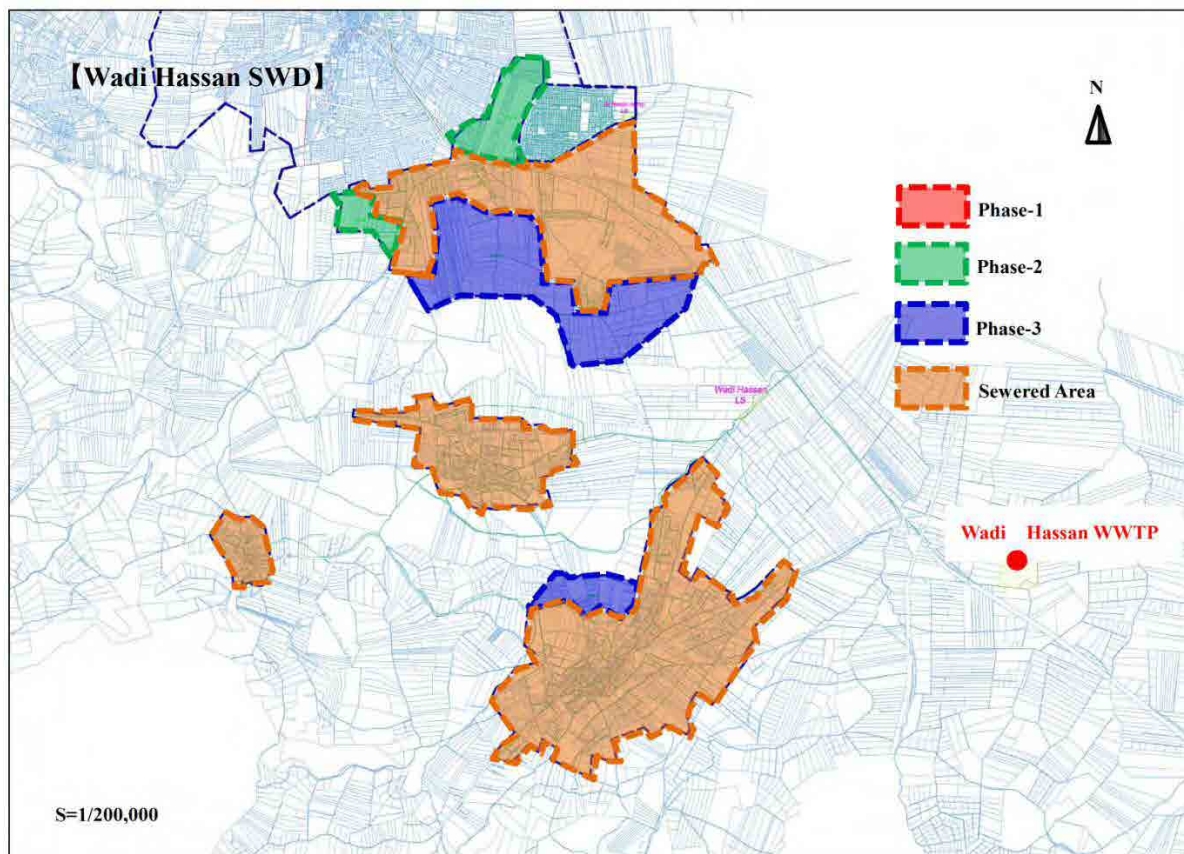 【Wadi Hassan SWD】
N
Phase-1
Phase-2
Phase-3
Sewered Area
Wadi Hassan
LS
Wadi Hassan WWTP
S=1/200,000